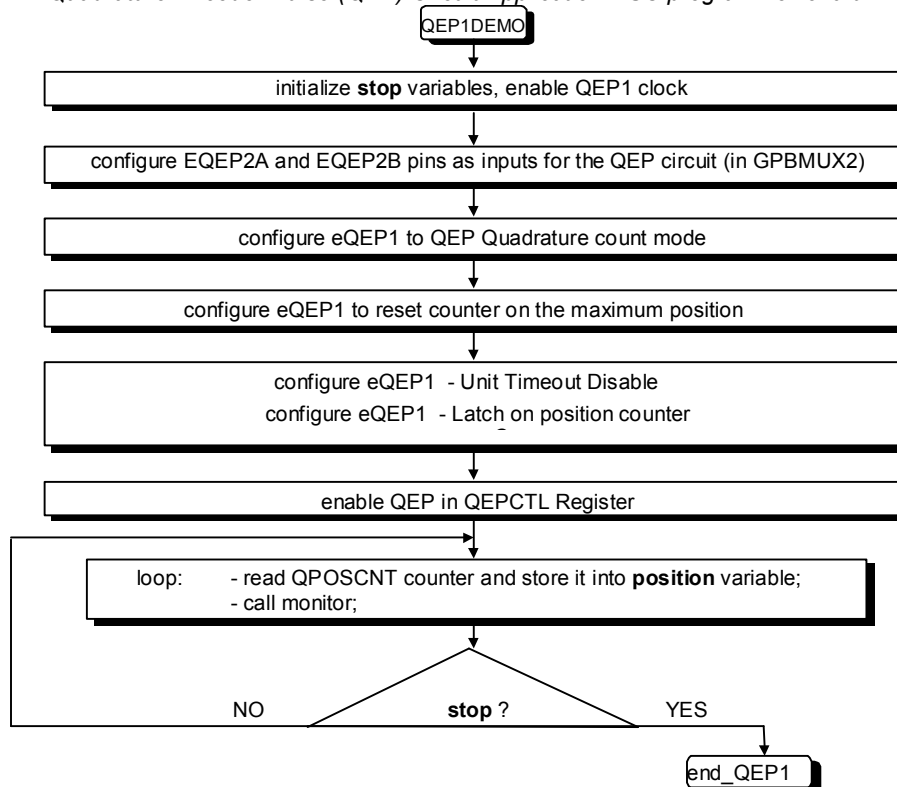 QEP1DEMO
initialize stop variables, enable QEP1 clock
configure EQEP2A and EQEP2B pins as inputs for the QEP circuit (in GPBMUX2)
configure eQEP1 to QEP Quadrature count mode
configure eQEP1 to reset counter on the maximum position
configure eQEP1 - Unit Timeout Disable
configure eQEP1 - Latch on position counter
enable QEP in QEPCTL Register
loop: - read QPOSCNT counter and store it into position variable;
- call monitor;
NO stop ? YES
end_QEP1